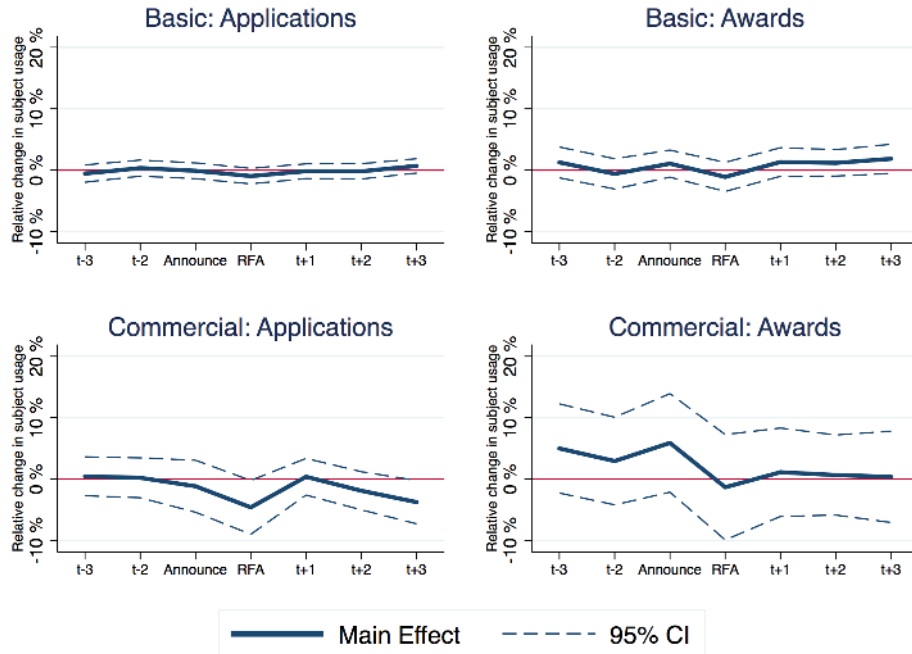 Basic: Applications
Relative change in subject usage
20 %
10 %
0 %
-10 %
t-3 t-2 Announce RFA t+1 t+2 t+3
Basic: Awards
Relative change in subject usage
20 %
10 %
0 %
-10 %
t-3 t-2 Announce RFA t+1 t+2 t+3
Commercial: Applications
Relative change in subject usage
20 %
10 %
0 %
-10 %
t-3 t-2 Announce RFA t+1 t+2 t+3
Commercial: Awards
Relative change in subject usage
20 %
10 %
0 %
-10 %
t-3 t-2 Announce RFA t+1 t+2 t+3
Main Effect 95% CI